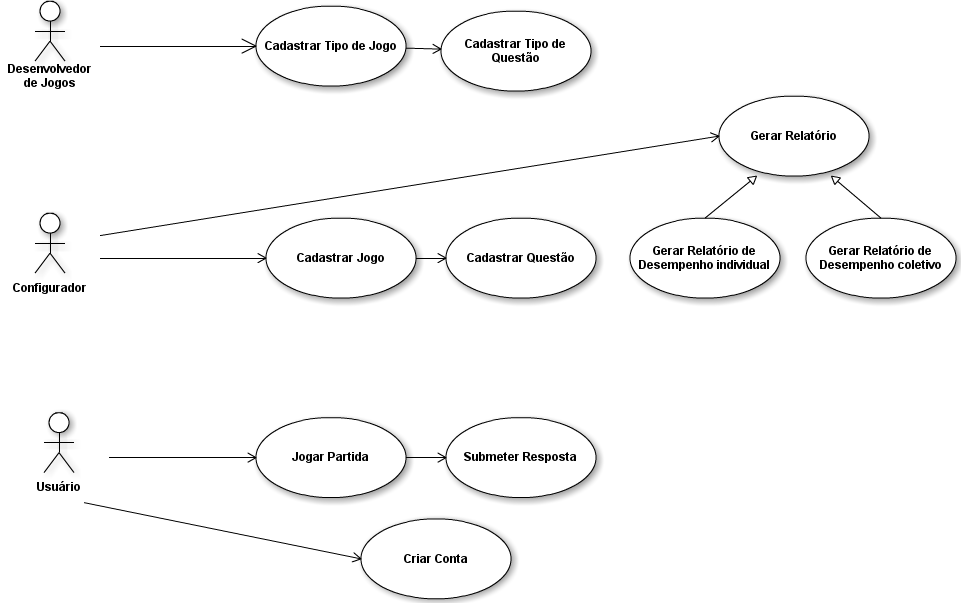 Desenvolvedor
de Jogos
Cadastrar Tipo de Jogo
Cadastrar Tipo de
Questão
Gerar Relatório
Configurador
Cadastrar Jogo
Cadastrar Questão
Gerar Relatório de
Desempenho individual
Gerar Relatório de
Desempenho coletivo
Usuário
Jogar Partida
Submeter Resposta
Criar Conta